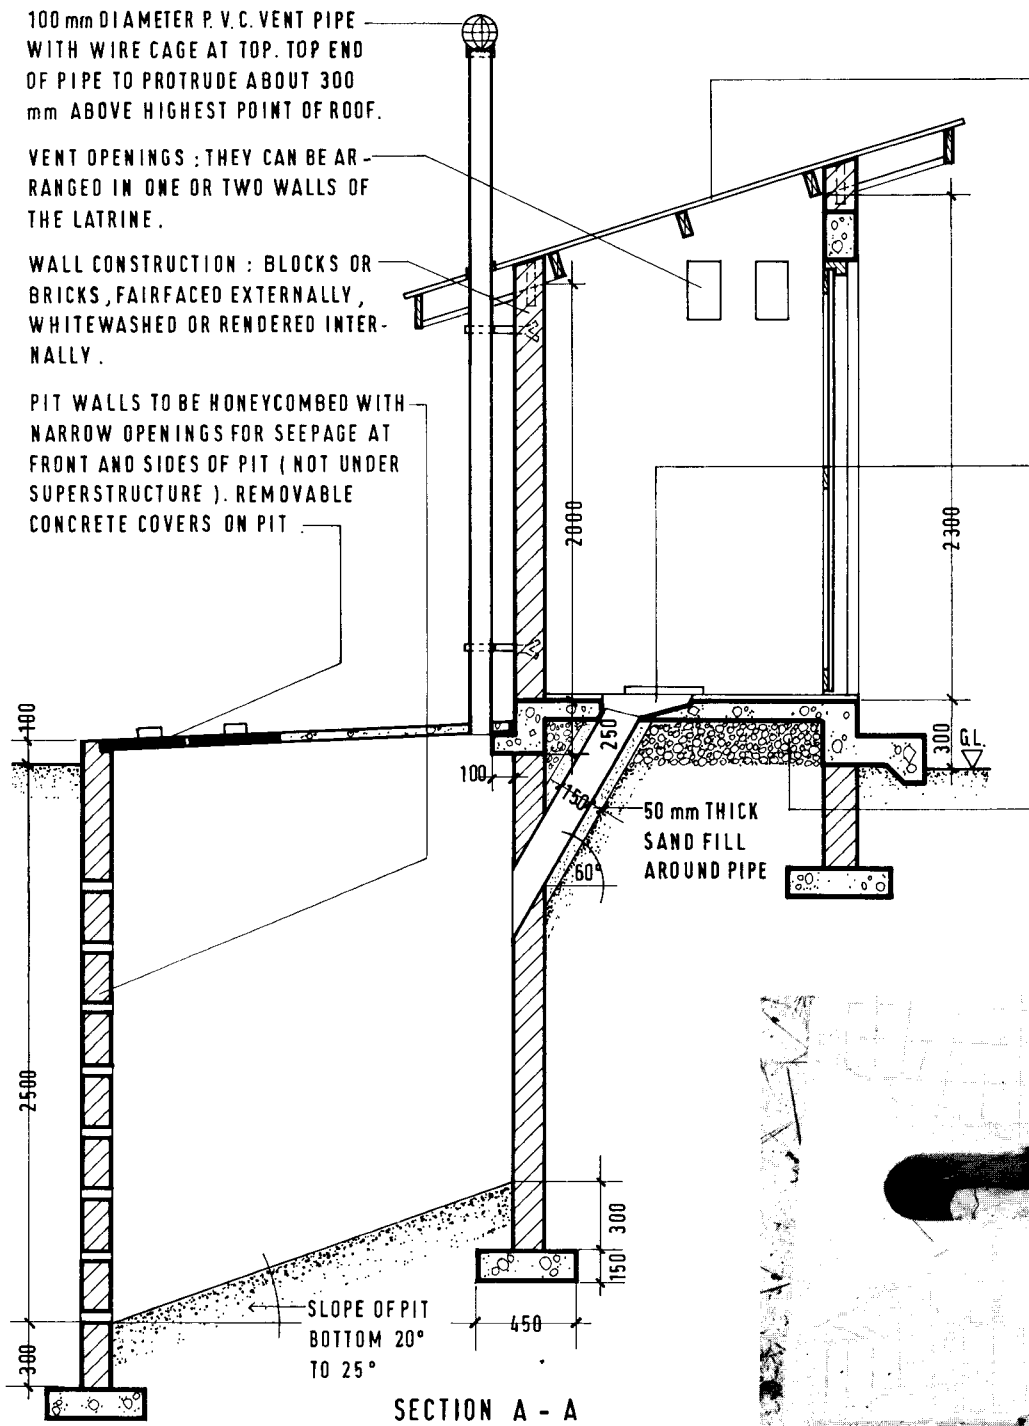 100 mm DIAMETER P.V.C. VENT PIPE
WITH WIRE CAGE AT TOP. TOP END
OF PIPE TO PROTRUDE ABOUT 300
mm ABOVE HIGHEST POINT OF ROOF.
VENT OPENINGS : THEY CAN BE AR-
RANGED IN ONE OR TWO WALLS OF
THE LATRINE.
WALL CONSTRUCTION : BLOCKS OR
BRICKS, FAIRFACED EXTERNALLY,
WHITEWASHED OR RENDERED INTER-
NALLY.
PIT WALLS TO BE HONEYCOMBED WITH
NARROW OPENINGS FOR SEEPAGE AT
FRONT AND SIDES OF PIT ( NOT UNDER
SUPERSTRUCTURE ). REMOVABLE
CONCRETE COVERS ON PIT
2000
2300
100
250
300
G.L.
100
150
50 mm THICK
SAND FILL
AROUND PIPE
60°
2500
300
150
SLOPE OF PIT
BOTTOM 20°
TO 25°
450
300
SECTION A - A